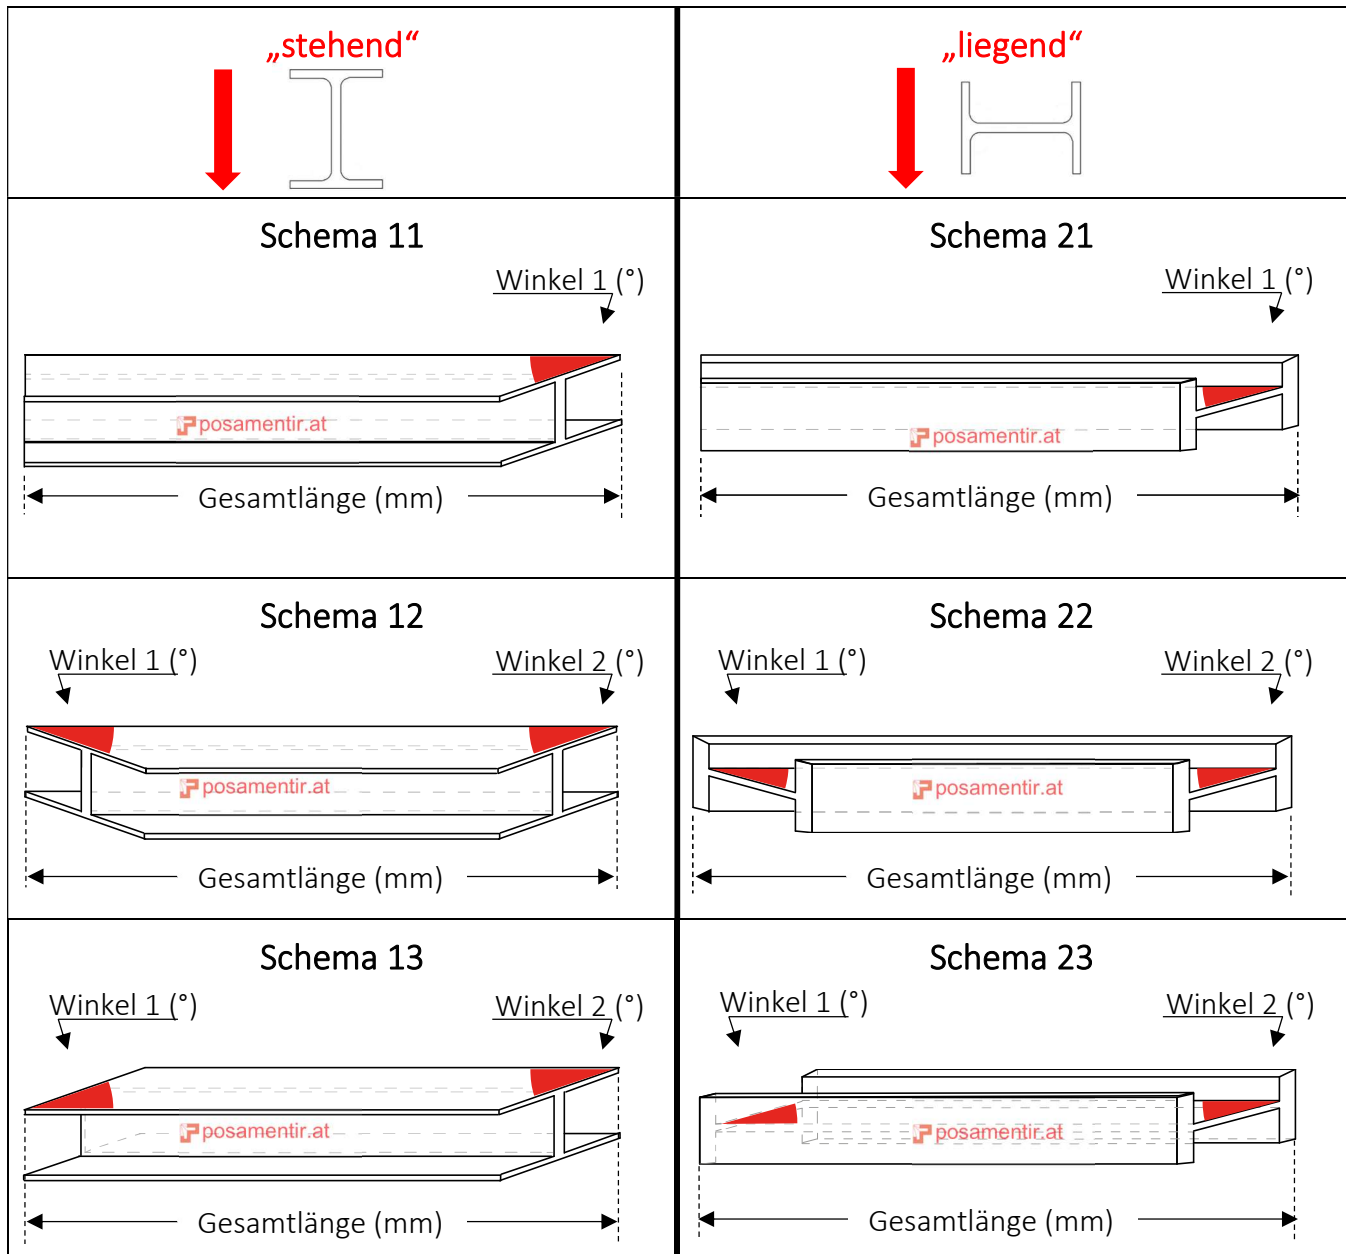 „stehend“
„liegend“
Schema 11
Winkel 1 (°)
posamentir.at
Gesamtlänge (mm)
Schema 21
Winkel 1 (°)
posamentir.at
Gesamtlänge (mm)
Schema 12
Winkel 1 (°)
Winkel 2 (°)
posamentir.at
Gesamtlänge (mm)
Schema 22
Winkel 1 (°)
Winkel 2 (°)
posamentir.at
Gesamtlänge (mm)
Schema 13
Winkel 1 (°)
Winkel 2 (°)
posamentir.at
Gesamtlänge (mm)
Schema 23
Winkel 1 (°)
Winkel 2 (°)
posamentir.at
Gesamtlänge (mm)